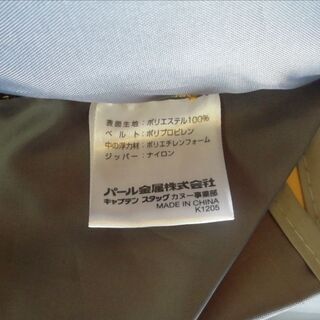 表面生地：ポリエステル100%
ベルト：ポリプロピレン
中の浮力材：ポリエチレンフォーム
ジッパー：ナイロン
パール金属株式会社
キャプテン スタッグ カヌー事業部
MADE IN CHINA
K1205